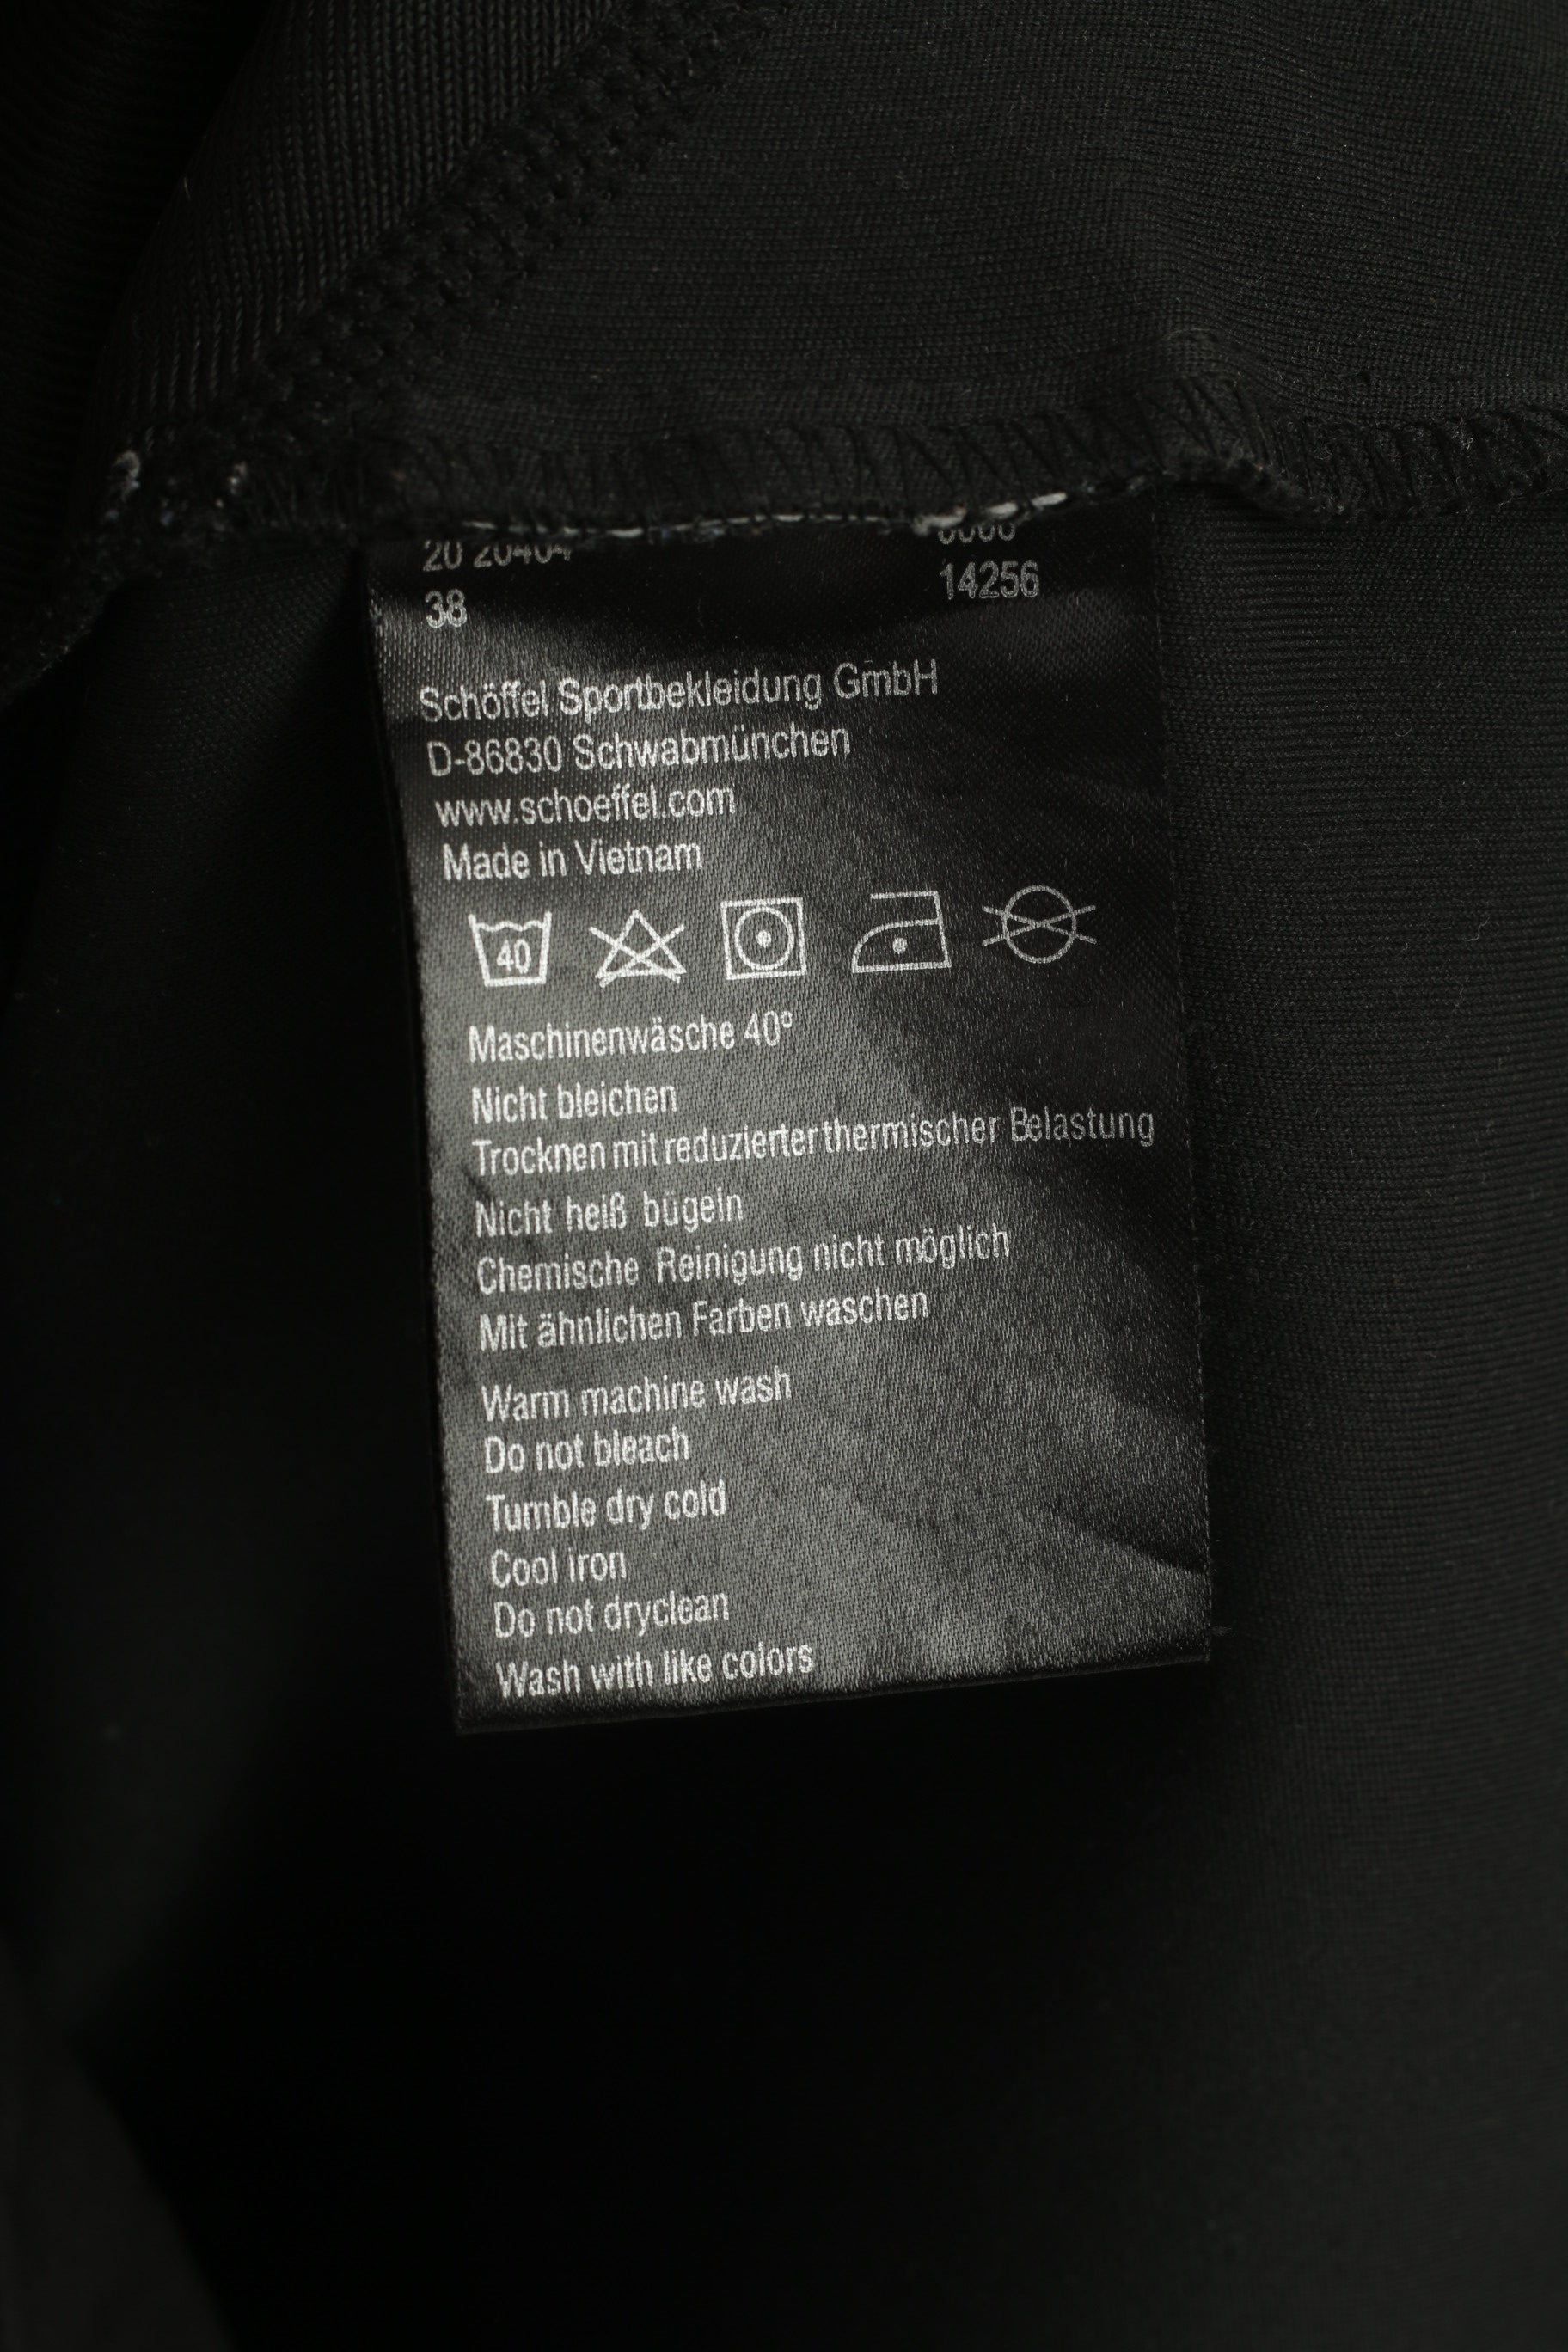 20 20404
38
14256
Schöffel Sportbekleidung GmbH
D-86830 Schwabmünchen
www.schoeffel.com
Made in Vietnam
40
Maschinenwäsche 40°
Nicht bleichen
Trocknen mit reduzierter thermischer Belastung
Nicht heiß bügeln
Chemische Reinigung nicht möglich
Mit ähnlichen Farben waschen
Warm machine wash
Do not bleach
Tumble dry cold
Cool iron
Do not dryclean
Wash with like colors